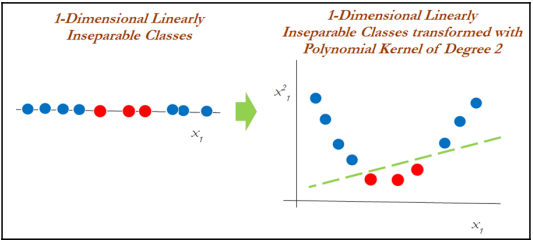 1-Dimensional Linearly
Inseparable Classes
x₁
1-Dimensional Linearly
Inseparable Classes transformed with
Polynomial Kernel of Degree 2
x²₁
x₁